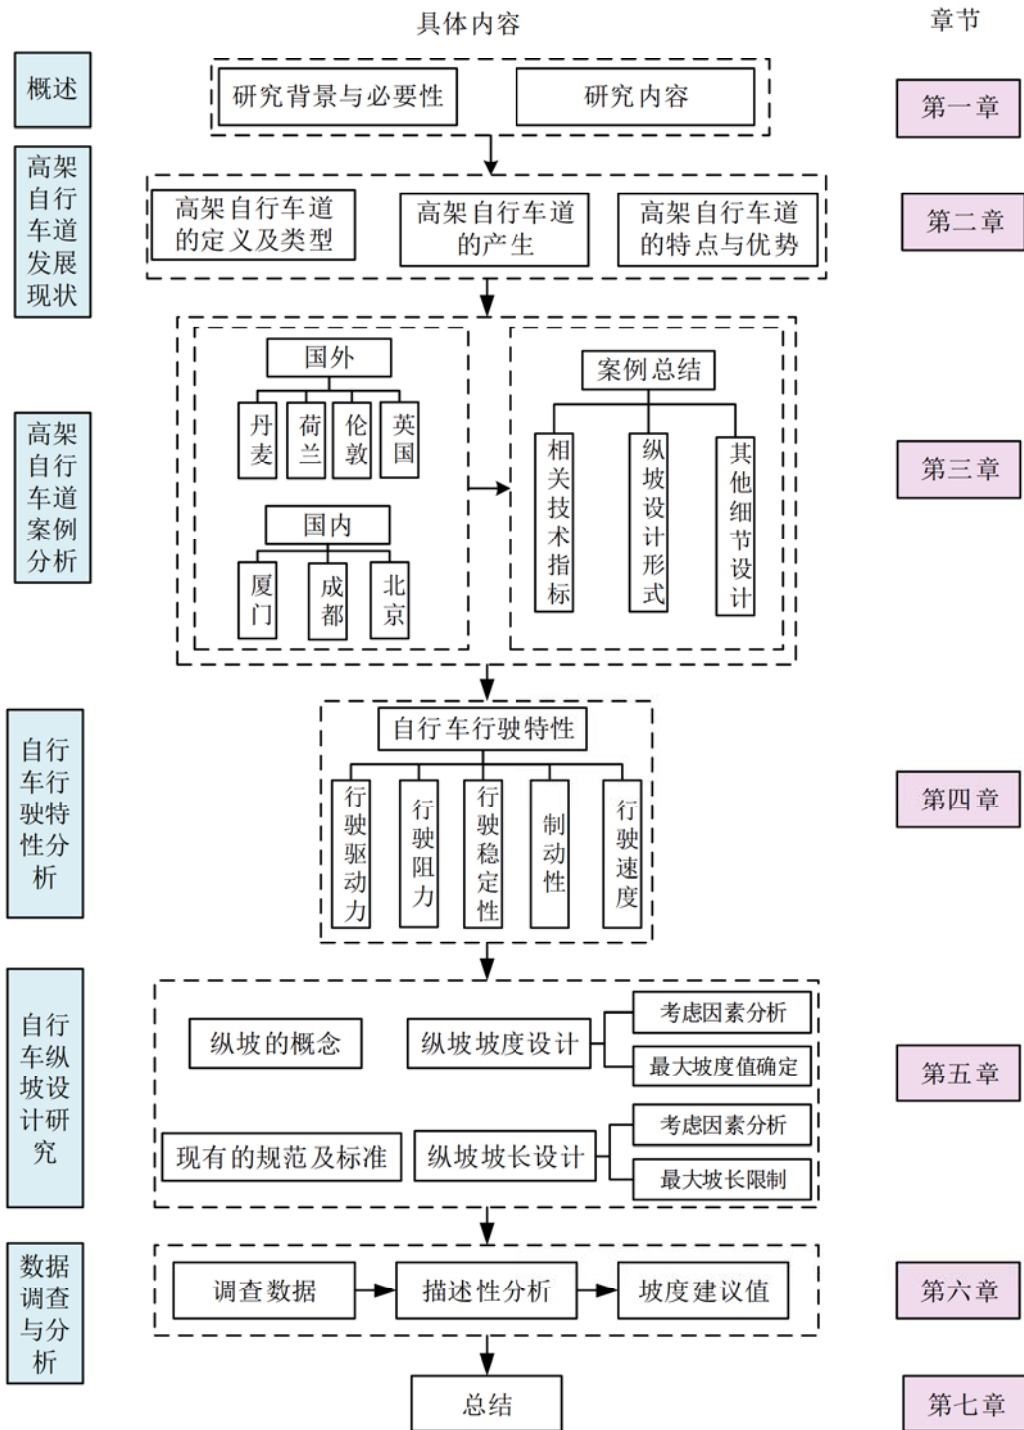 具体内容
章节
概述
研究背景与必要性
研究内容
第一章
高架
自行
车道
发展
现状
高架自行车道
的定义及类型
高架自行车道
的产生
高架自行车道
的特点与优势
第二章
高架
自行
车道
案例
分析
国外
丹麦
荷兰
伦敦
英国
国内
厦门
成都
北京
案例总结
相关技术指标
纵坡设计形式
其他细节设计
第三章
自行
车行
驶特
性分
析
自行车行驶特性
行驶驱动力
行驶阻力
行驶稳定性
制动性
行驶速度
第四章
自行
车纵
坡设
计研
究
纵坡的概念
纵坡坡度设计
考虑因素分析
最大坡度值确定
现有的规范及标准
纵坡坡长设计
考虑因素分析
最大坡长限制
第五章
数据
调查
与分
析
调查数据
描述性分析
坡度建议值
第六章
总结
第七章